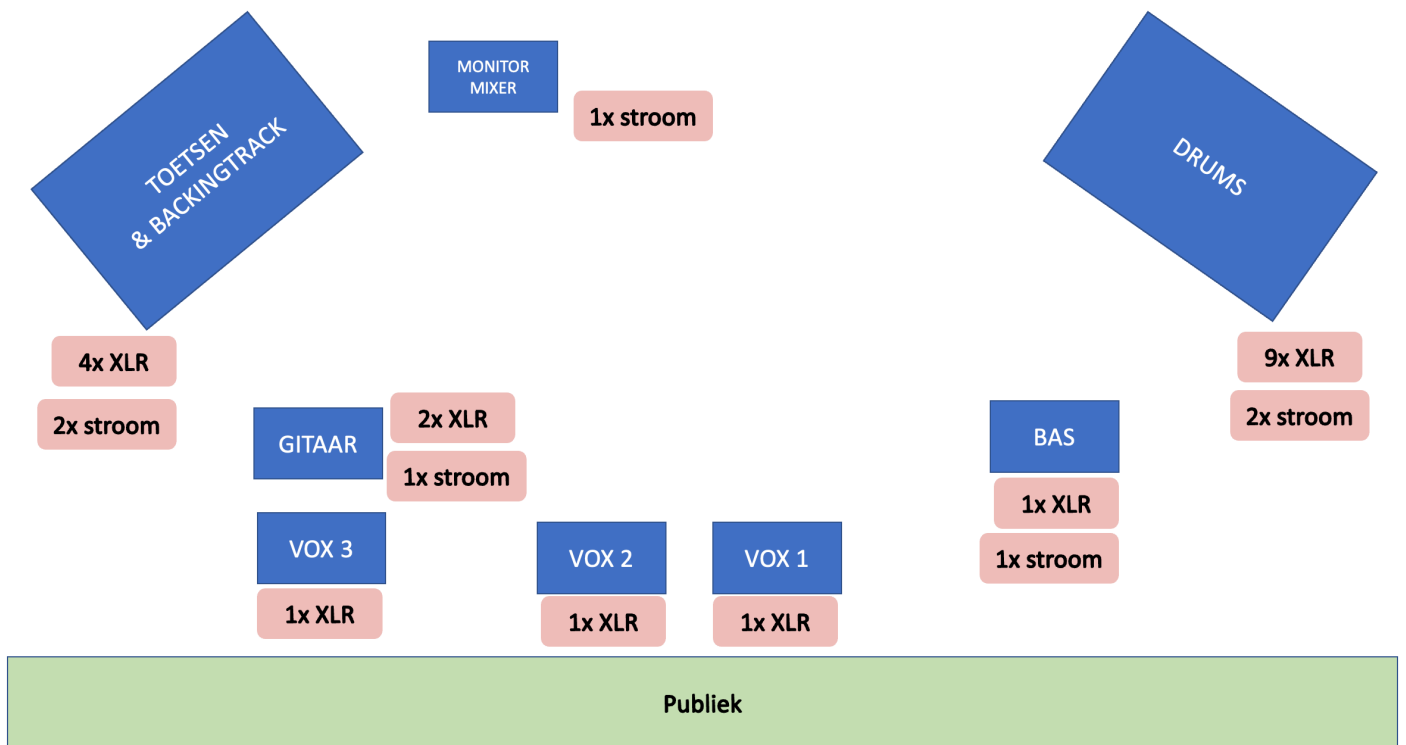 MONITOR
MIXER
1x stroom
TOETSEN
& BACKINGTRACK
DRUMS
4x XLR
2x stroom
9x XLR
2x stroom
GITAAR
2x XLR
1x stroom
BAS
1x XLR
1x stroom
VOX 3
1x XLR
VOX 2
1x XLR
VOX 1
1x XLR
Publiek